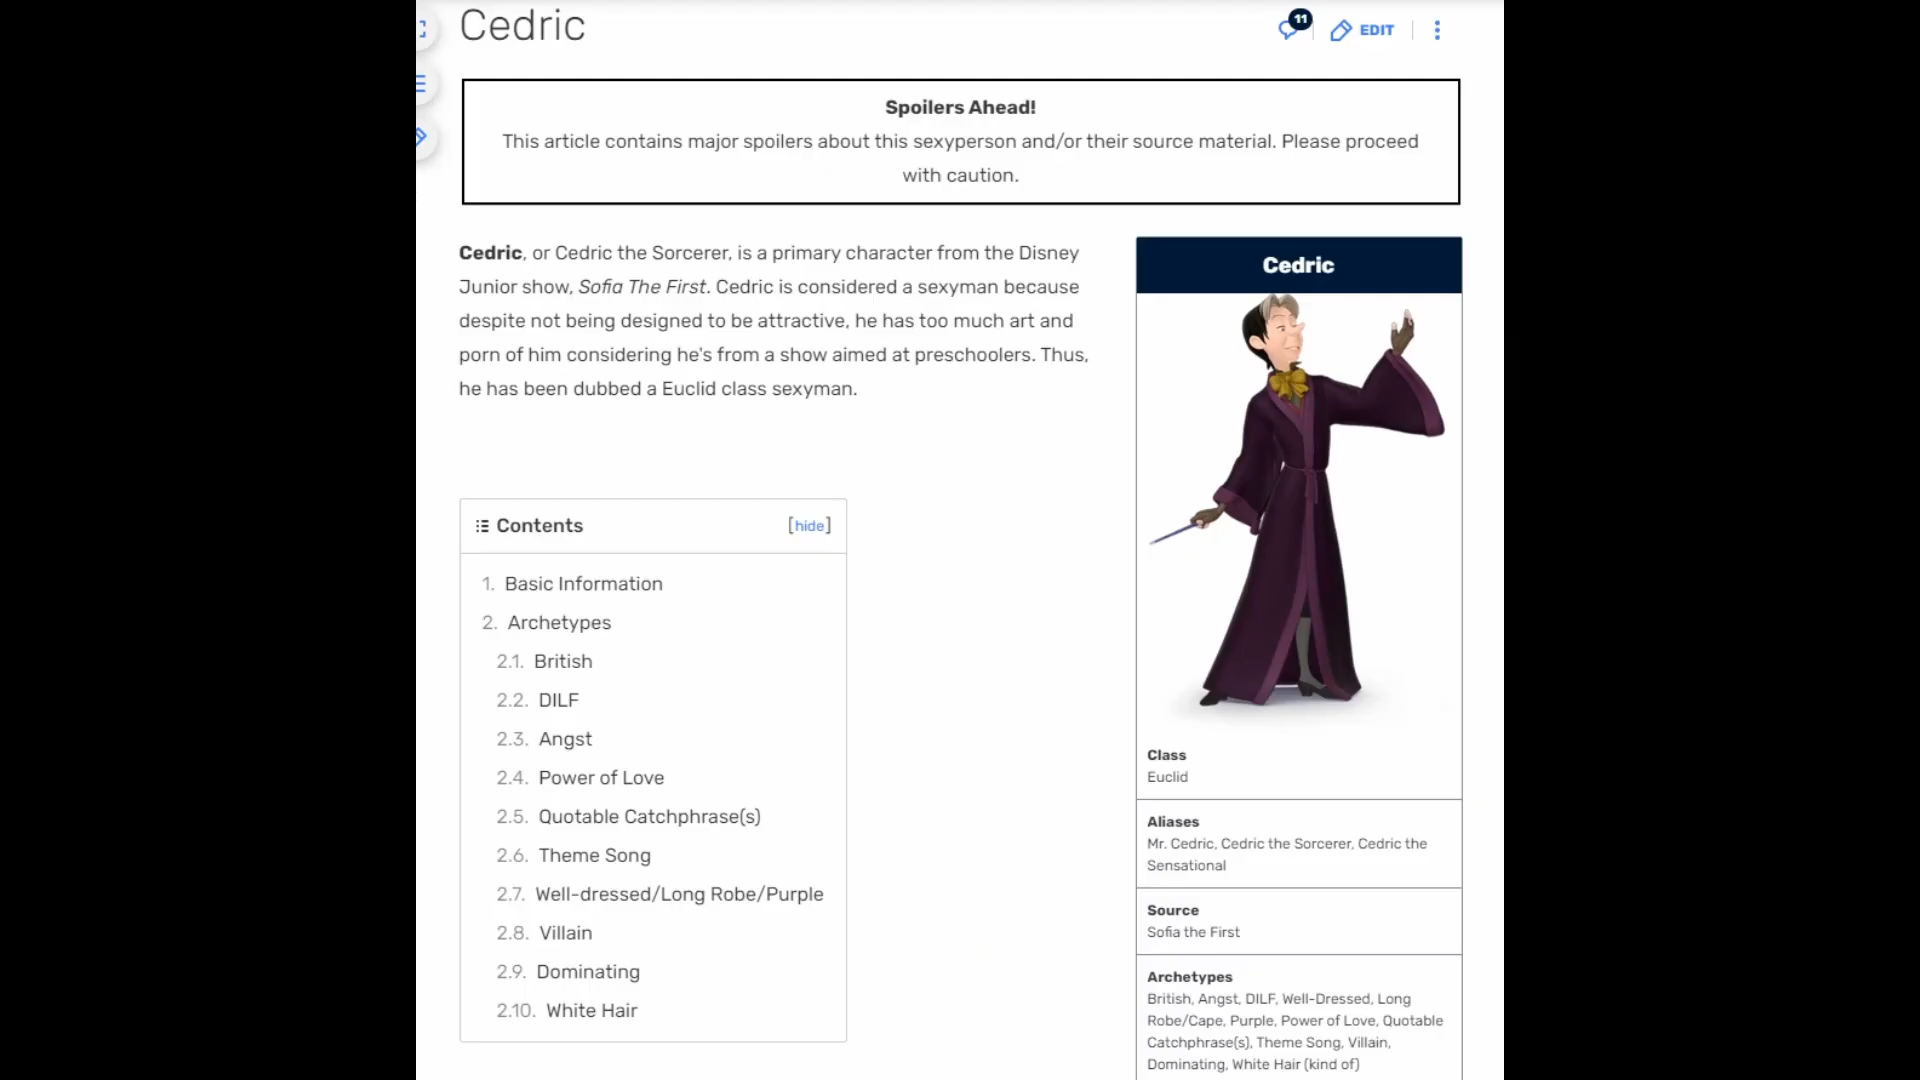 Cedric
11
EDIT
Spoilers Ahead!
This article contains major spoilers about this sexyperson and/or their source material. Please proceed
with caution.
Cedric, or Cedric the Sorcerer, is a primary character from the Disney
Junior show, Sofia The First. Cedric is considered a sexyman because
despite not being designed to be attractive, he has too much art and
porn of him considering he's from a show aimed at preschoolers. Thus,
he has been dubbed a Euclid class sexyman.
Contents [hide]
1. Basic Information
2. Archetypes
2.1. British
2.2. DILF
2.3. Angst
2.4. Power of Love
2.5. Quotable Catchphrase(s)
2.6. Theme Song
2.7. Well-dressed/Long Robe/Purple
2.8. Villain
2.9. Dominating
2.10. White Hair
Cedric
Class
Euclid
Aliases
Mr. Cedric, Cedric the Sorcerer, Cedric the
Sensational
Source
Sofia the First
Archetypes
British, Angst, DILF, Well-Dressed, Long
Robe/Cape, Purple, Power of Love, Quotable
Catchphrase(s), Theme Song, Villain,
Dominating, White Hair (kind of)